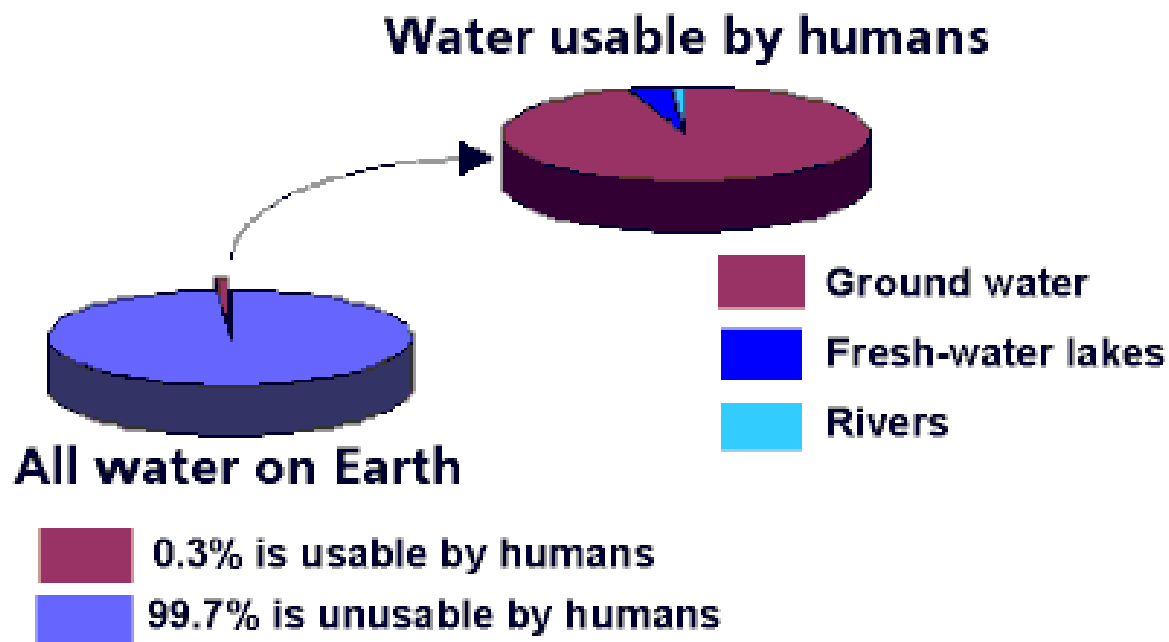 Water usable by humans
Ground water
Fresh-water lakes
Rivers
All water on Earth
0.3% is usable by humans
99.7% is unusable by humans